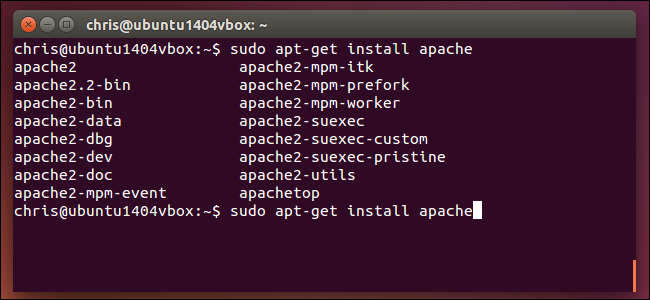 chris@ubuntu1404vbox: ~
chris@ubuntu1404vbox:~$ sudo apt-get install apache
apache2 apache2-mpm-itk
apache2.2-bin apache2-mpm-prefork
apache2-bin apache2-mpm-worker
apache2-data apache2-suexec
apache2-dbg apache2-suexec-custom
apache2-dev apache2-suexec-pristine
apache2-doc apache2-utils
apache2-mpm-event apachetop
chris@ubuntu1404vbox:~$ sudo apt-get install apache